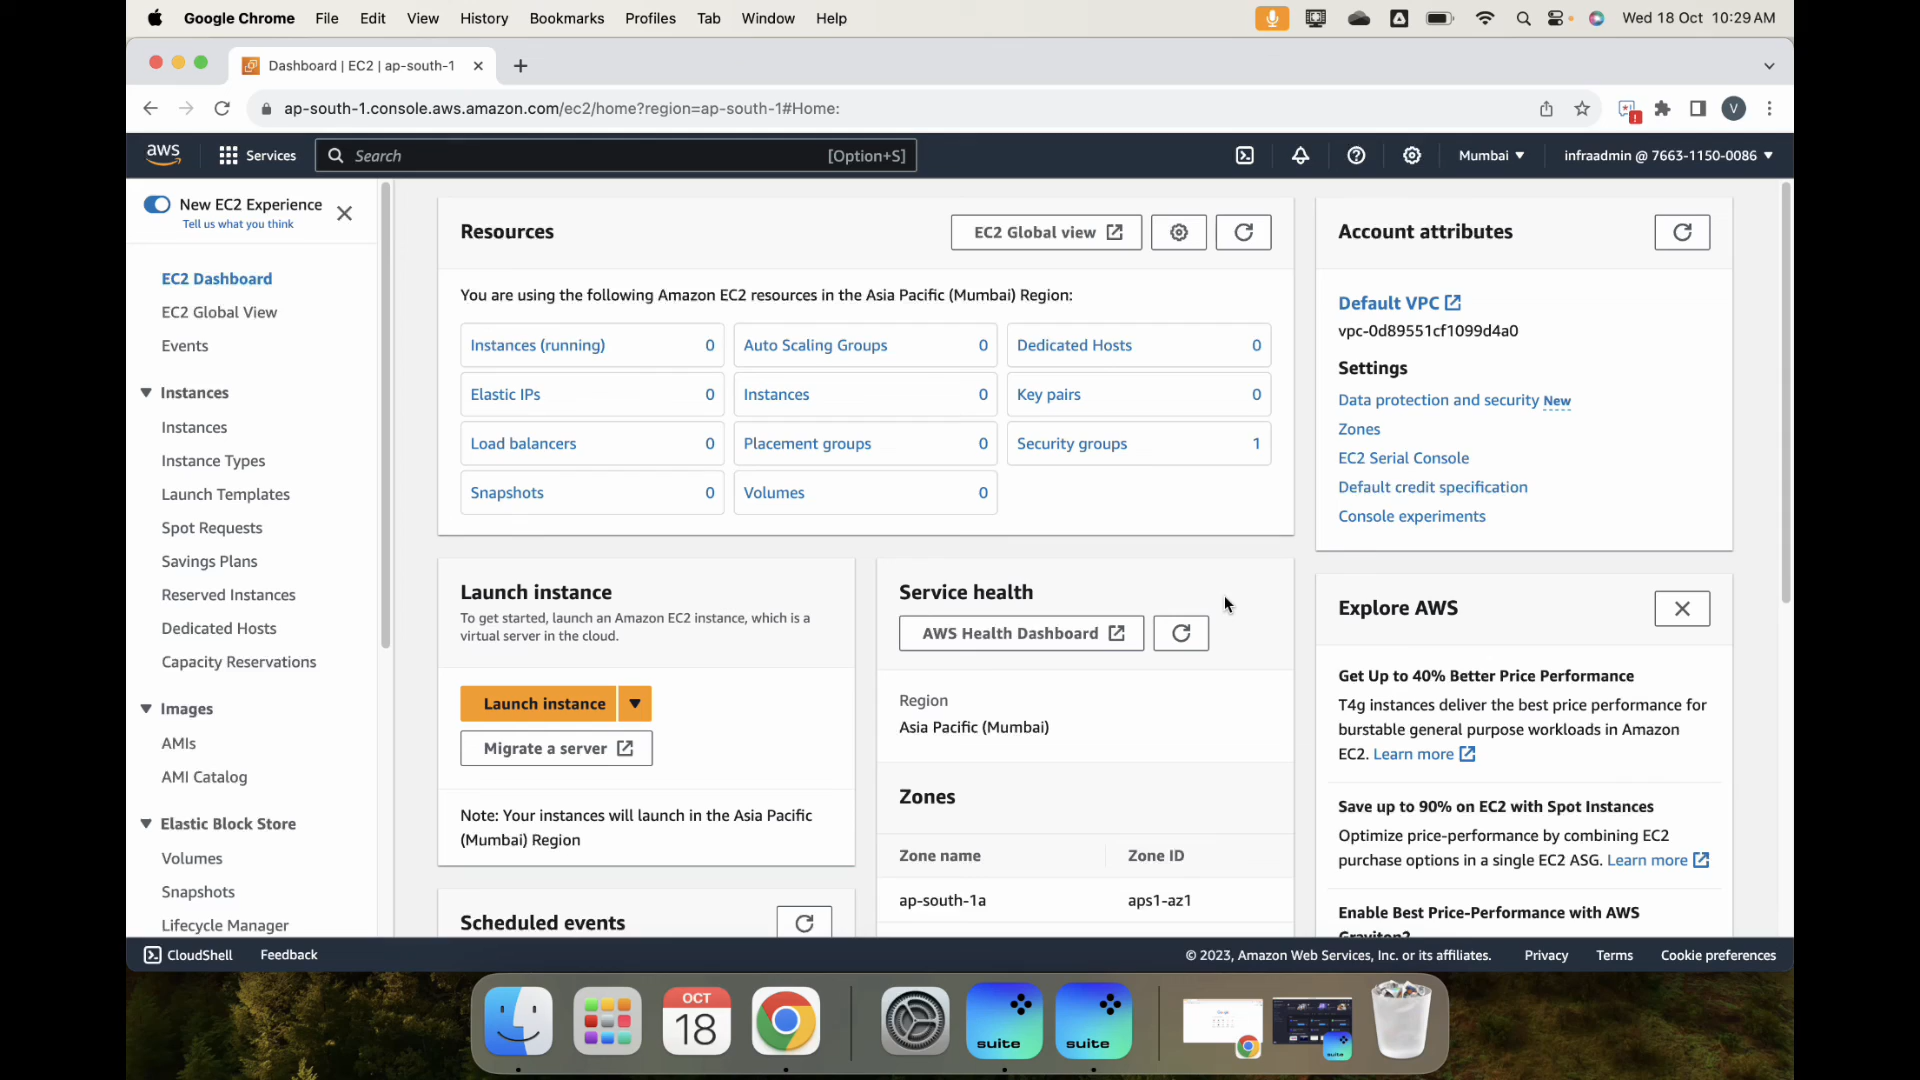 Google Chrome File Edit View History Bookmarks Profiles Tab Window Help Wed 18 Oct 10:29 AM
Dashboard | EC2 | ap-south-1
ap-south-1.console.aws.amazon.com/ec2/home?region=ap-south-1#Home:
V
aws Services Search [Option+S] Mumbai infraadmin @ 7663-1150-0086
New EC2 Experience
Tell us what you think
EC2 Dashboard
EC2 Global View
Events
Instances
Instances
Instance Types
Launch Templates
Spot Requests
Savings Plans
Reserved Instances
Dedicated Hosts
Capacity Reservations
Images
AMIs
AMI Catalog
Elastic Block Store
Volumes
Snapshots
Lifecycle Manager
Resources
EC2 Global view
You are using the following Amazon EC2 resources in the Asia Pacific (Mumbai) Region:
Instances (running) 0 Auto Scaling Groups 0 Dedicated Hosts 0
Elastic IPs 0 Instances 0 Key pairs 0
Load balancers 0 Placement groups 0 Security groups 1
Snapshots 0 Volumes 0
Launch instance
To get started, launch an Amazon EC2 instance, which is a
virtual server in the cloud.
Launch instance
Migrate a server
Note: Your instances will launch in the Asia Pacific
(Mumbai) Region
Scheduled events
Service health
AWS Health Dashboard
Region
Asia Pacific (Mumbai)
Zones
Zone name Zone ID
ap-south-1a aps1-az1
Account attributes
Default VPC
vpc-0d89551cf1099d4a0
Settings
Data protection and security New
Zones
EC2 Serial Console
Default credit specification
Console experiments
Explore AWS
Get Up to 40% Better Price Performance
T4g instances deliver the best price performance for
burstable general purpose workloads in Amazon
EC2. Learn more
Save up to 90% on EC2 with Spot Instances
Optimize price-performance by combining EC2
purchase options in a single EC2 ASG. Learn more
Enable Best Price-Performance with AWS
Graviton2
CloudShell Feedback © 2023, Amazon Web Services, Inc. or its affiliates. Privacy Terms Cookie preferences
OCT
18
suite
suite
suite